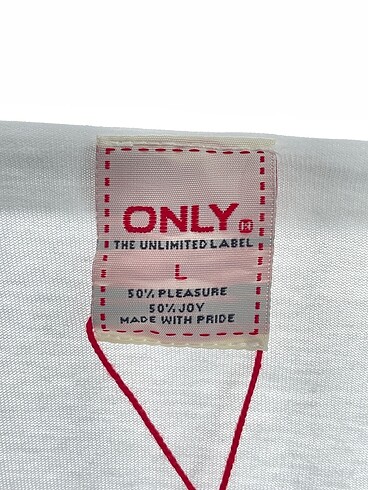 ONLY
THE UNLIMITED LABEL
L
50% PLEASURE
50% JOY
MADE WITH PRIDE